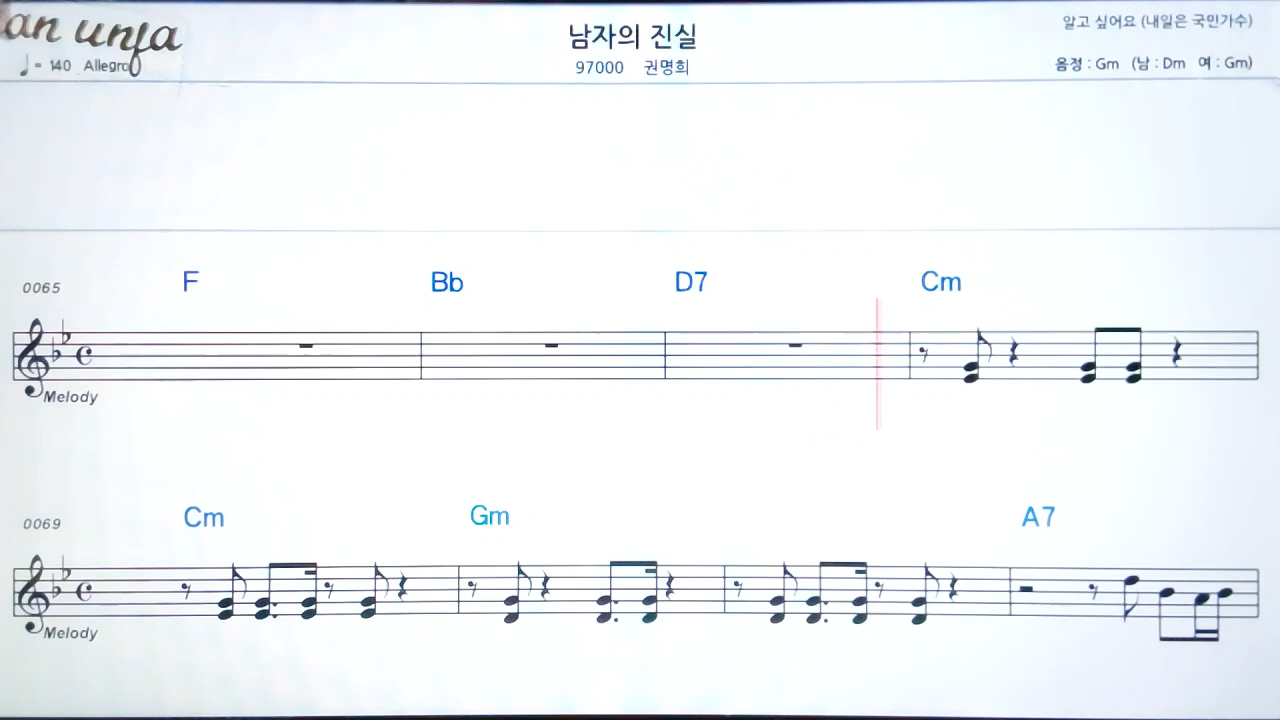 an unfa
남자의 진실
알고 싶어요 (내일은 국민가수)
♩ = 140 Allegro
97000 권명희
음정 : Gm (남 : Dm 여 : Gm)
0065 F Bb D7 Cm
Melody
0069 Cm Gm A7
Melody